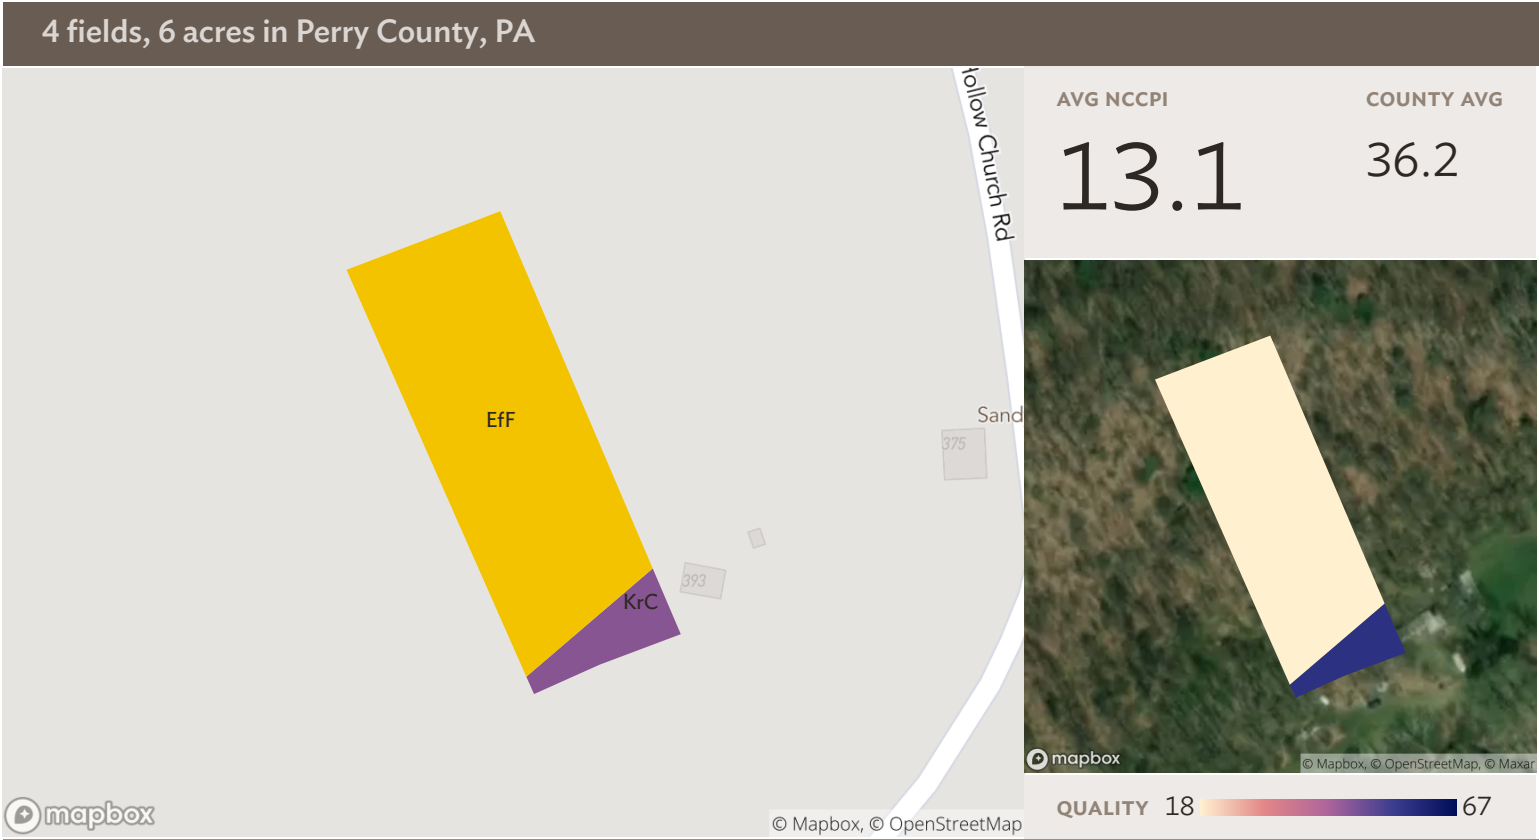 4 fields, 6 acres in Perry County, PA
Hollow Church Rd
EfF
Sand
375
393
KrC
mapbox
© Mapbox, © OpenStreetMap
AVG NCCPI
COUNTY AVG
13.1
36.2
mapbox
© Mapbox, © OpenStreetMap, © Maxar
QUALITY 18 67